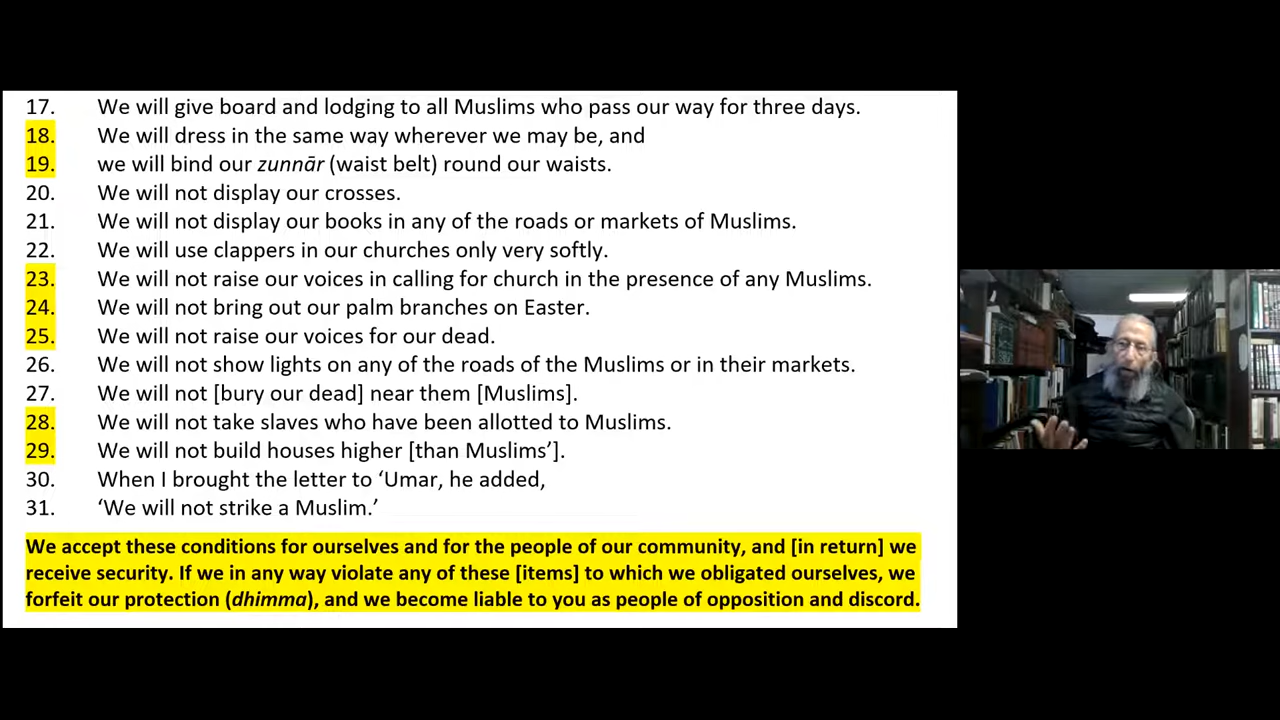 17. We will give board and lodging to all Muslims who pass our way for three days.
18. We will dress in the same way wherever we may be, and
19. we will bind our zunnār (waist belt) round our waists.
20. We will not display our crosses.
21. We will not display our books in any of the roads or markets of Muslims.
22. We will use clappers in our churches only very softly.
23. We will not raise our voices in calling for church in the presence of any Muslims.
24. We will not bring out our palm branches on Easter.
25. We will not raise our voices for our dead.
26. We will not show lights on any of the roads of the Muslims or in their markets.
27. We will not [bury our dead] near them [Muslims].
28. We will not take slaves who have been allotted to Muslims.
29. We will not build houses higher [than Muslims’].
30. When I brought the letter to ‘Umar, he added,
31. ‘We will not strike a Muslim.’
We accept these conditions for ourselves and for the people of our community, and [in return] we
receive security. If we in any way violate any of these [items] to which we obligated ourselves, we
forfeit our protection (dhimma), and we become liable to you as people of opposition and discord.